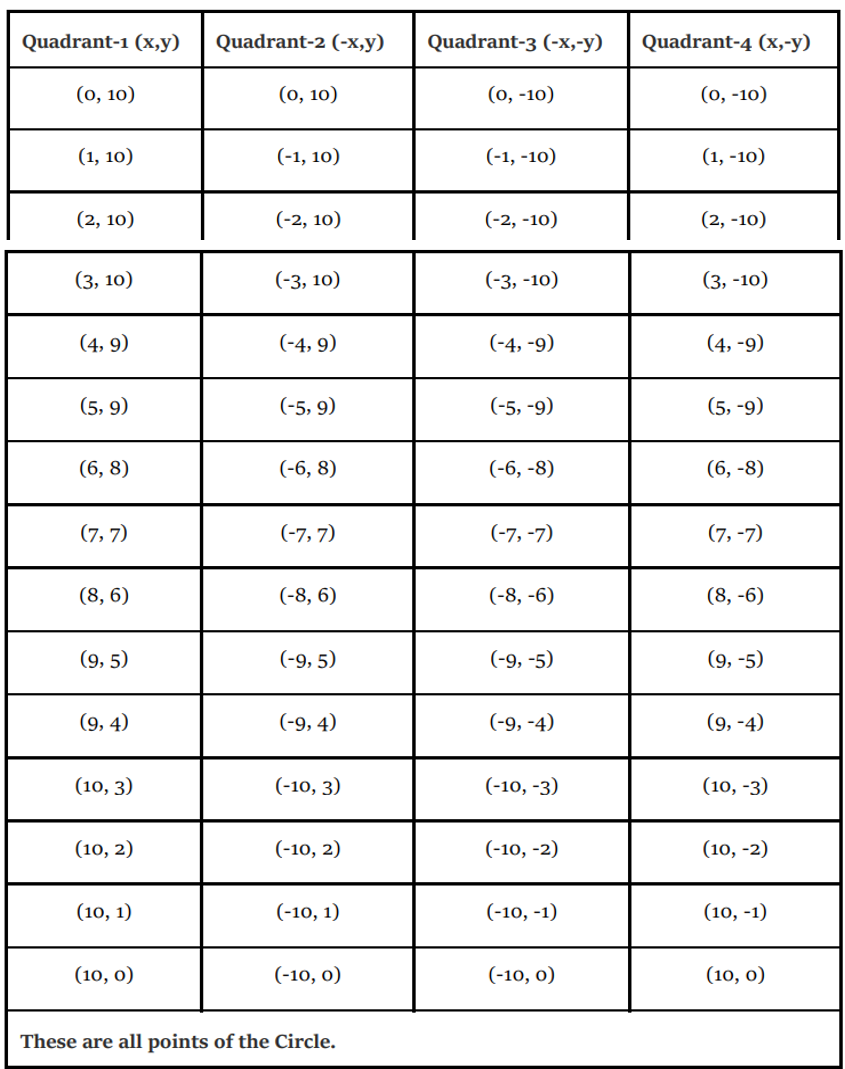 Quadrant-1 (x,y) Quadrant-2 (-x,y) Quadrant-3 (-x,-y) Quadrant-4 (x,-y)
(0, 10) (0, 10) (0, -10) (0, -10)
(1, 10) (-1, 10) (-1, -10) (1, -10)
(2, 10) (-2, 10) (-2, -10) (2, -10)
(3, 10) (-3, 10) (-3, -10) (3, -10)
(4, 9) (-4, 9) (-4, -9) (4, -9)
(5, 9) (-5, 9) (-5, -9) (5, -9)
(6, 8) (-6, 8) (-6, -8) (6, -8)
(7, 7) (-7, 7) (-7, -7) (7, -7)
(8, 6) (-8, 6) (-8, -6) (8, -6)
(9, 5) (-9, 5) (-9, -5) (9, -5)
(9, 4) (-9, 4) (-9, -4) (9, -4)
(10, 3) (-10, 3) (-10, -3) (10, -3)
(10, 2) (-10, 2) (-10, -2) (10, -2)
(10, 1) (-10, 1) (-10, -1) (10, -1)
(10, 0) (-10, 0) (-10, 0) (10, 0)
These are all points of the Circle.